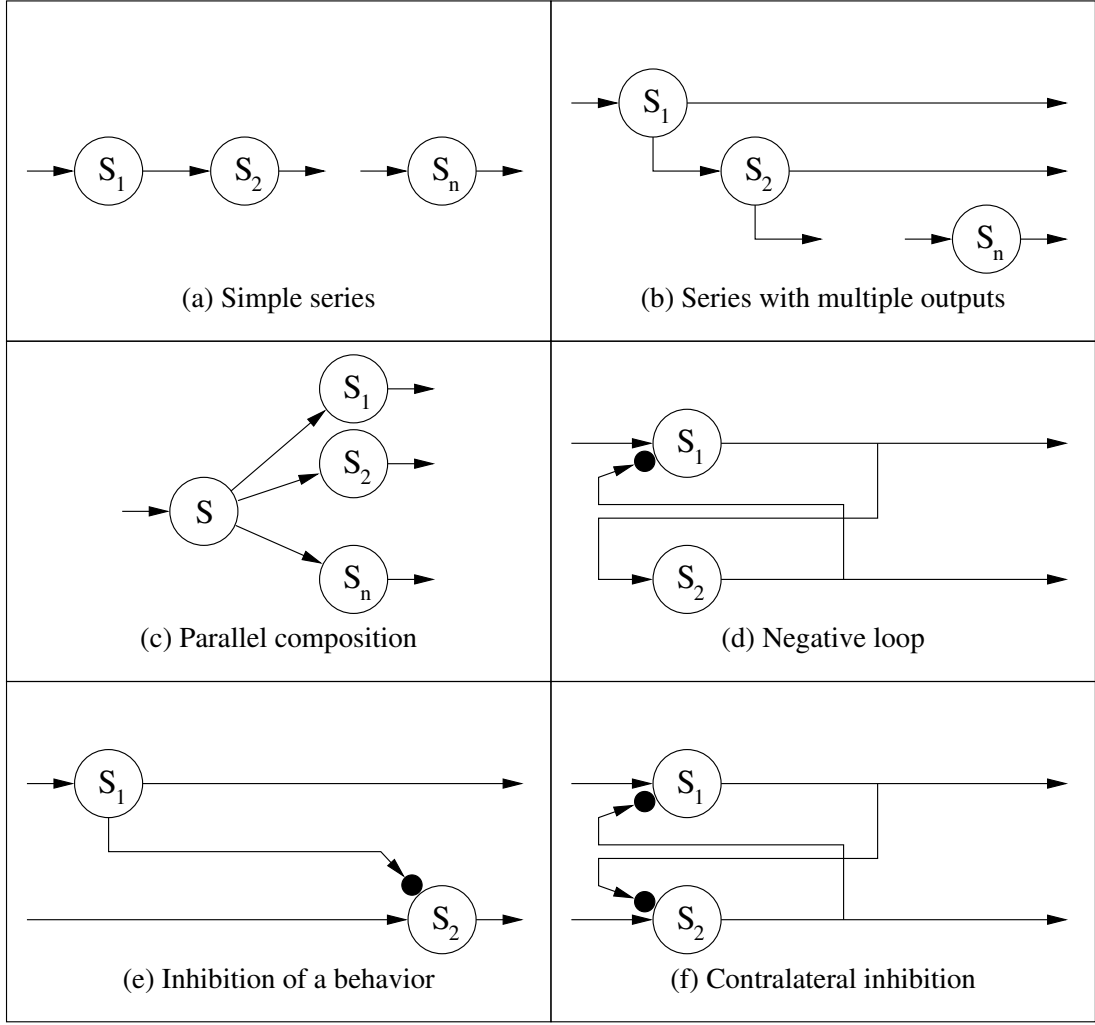 S1 S2 Sn
(a) Simple series
S1
S2
Sn
(b) Series with multiple outputs
S1
S2
S
Sn
(c) Parallel composition
S1
S2
(d) Negative loop
S1
S2
(e) Inhibition of a behavior
S1
S2
(f) Contralateral inhibition